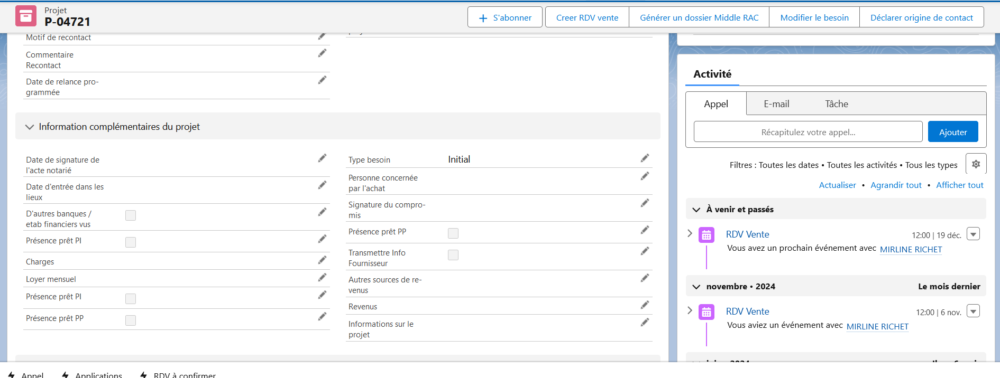 Projet
P-04721
S'abonner
Creer RDV vente
Générer un dossier Middle RAC
Modifier le besoin
Déclarer origine de contact
Motif de recontact
Commentaire
Recontact
Date de relance pro-
grammée
Information complémentaires du projet
Date de signature de
l'acte notarié
Date d'entrée dans les
lieux
D'autres banques /
etab financiers vus
Présence prêt PI
Charges
Loyer mensuel
Présence prêt PI
Présence prêt PP
Type besoin Initial
Personne concernée
par l'achat
Signature du compro-
mis
Présence prêt PP
Transmettre Info
Fournisseur
Autres sources de re-
venus
Revenus
Informations sur le
projet
Activité
Appel E-mail Tâche
Récapitulez votre appel... Ajouter
Filtres : Toutes les dates • Toutes les activités • Tous les types
Actualiser • Agrandir tout • Afficher tout
À venir et passés
RDV Vente 12:00 | 19 déc.
Vous avez un prochain événement avec MIRLINE RICHET
novembre • 2024 Le mois dernier
RDV Vente 12:00 | 6 nov.
Vous aviez un événement avec MIRLINE RICHET
Appel Applications RDV à confirmer